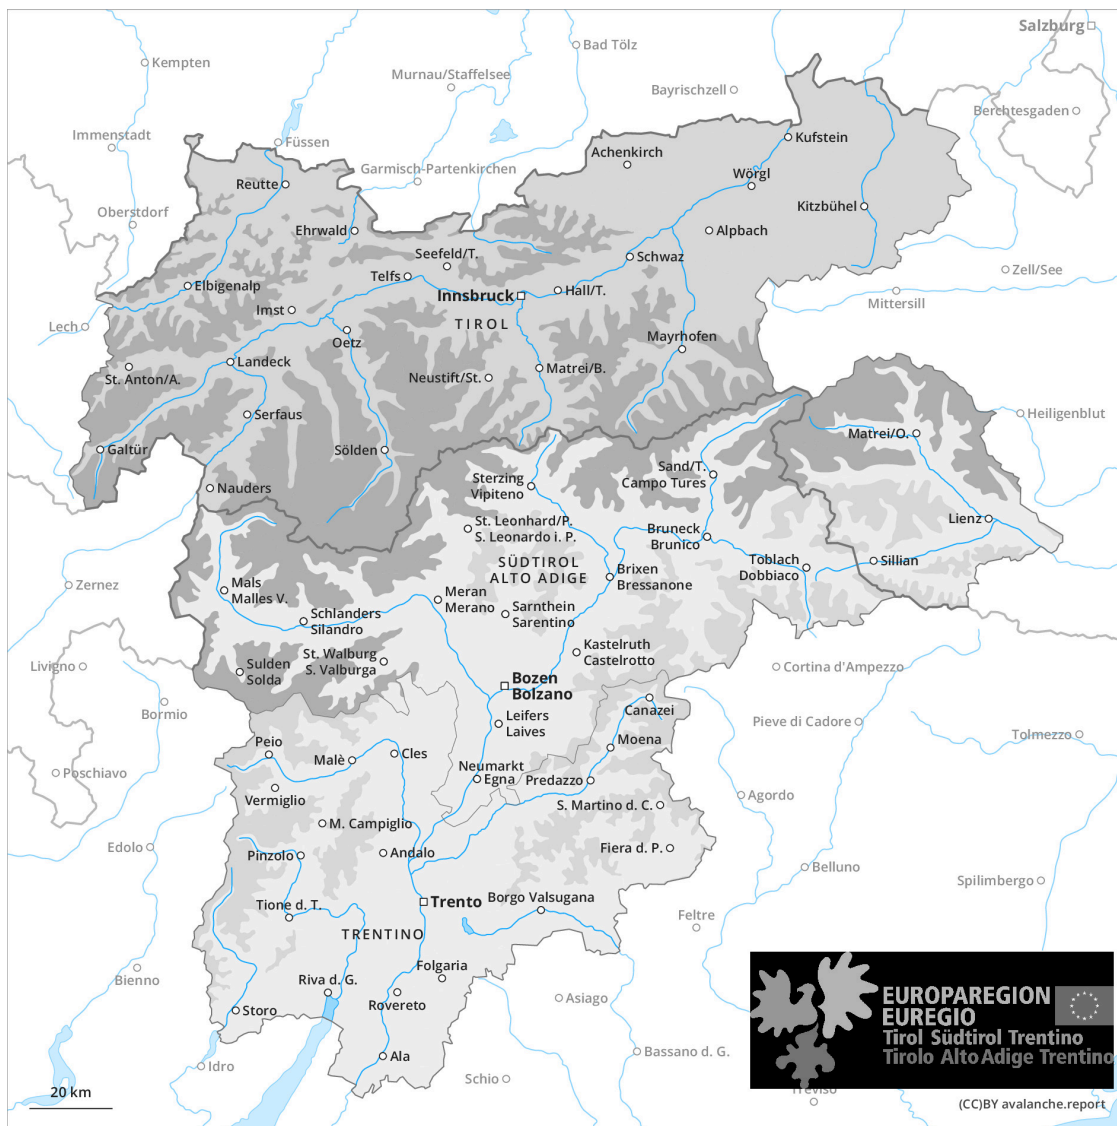 Salzburg
Bad Tölz
Kempten
Murnau/Staffelsee
Bayrischzell
Berchtesgaden
Immenstadt
Füssen
Kufstein
Achenkirch
Garmisch-Partenkirchen
Wörgl
Reutte
Oberstdorf
Kitzbühel
Ehrwald
Alpbach
Seefeld/T.
Schwaz
Telfs
Zell/See
Elbigenalp
Innsbruck
Hall/T.
Mittersill
Imst
Lech
TIROL
Oetz
Mayrhofen
Landeck
St. Anton/A.
Neustift/St.
Matrei/B.
Serfaus
Heiligenblut
Matrei/O.
Galtür
Sölden
Sand/T.
Campo Tures
Sterzing
Vipiteno
Nauders
St. Leonhard/P.
S. Leonardo i. P.
Lienz
Bruneck
Brunico
SÜDTIROL
ALTO ADIGE
Toblach
Dobbiaco
Sillian
Brixen
Bressanone
Zernez
Mals
Malles V.
Meran
Merano
Schlanders
Silandro
Sarnthein
Sarentino
Kastelruth
Castelrotto
St. Walburg
S. Valburga
Livigno
Sulden
Solda
Cortina d'Ampezzo
Bozen
Bolzano
Bormio
Canazei
Leifers
Laives
Pieve di Cadore
Tolmezzo
Peio
Malè
Cles
Moena
Poschiavo
Neumarkt
Egna
Predazzo
Vermiglio
Agordo
S. Martino d. C.
M. Campiglio
Edolo
Pinzolo
Andalo
Fiera d. P.
Belluno
Spilimbergo
Trento
Borgo Valsugana
Tione d. T.
Feltre
TRENTINO
Bienno
Folgaria
Riva d. G.
Rovereto
Asiago
Storo
EUROPAREGION
EUREGIO
Tirol Südtirol Trentino
Tirolo Alto Adige Trentino
Ala
Bassano d. G.
Idro
Schio
Treviso
20 km
(CC)BY avalanche.report